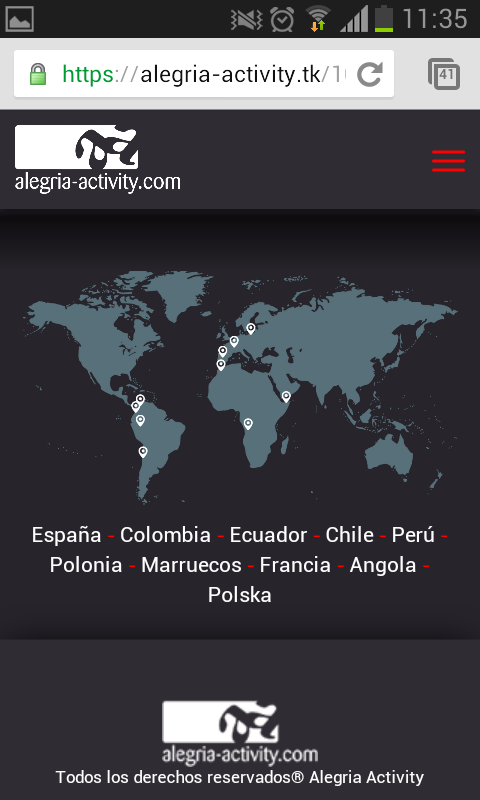 11:35
https://alegria-activity.tk/1
41
alegria-activity.com
España - Colombia - Ecuador - Chile - Perú -
Polonia - Marruecos - Francia - Angola -
Polska
alegria-activity.com
Todos los derechos reservados® Alegria Activity